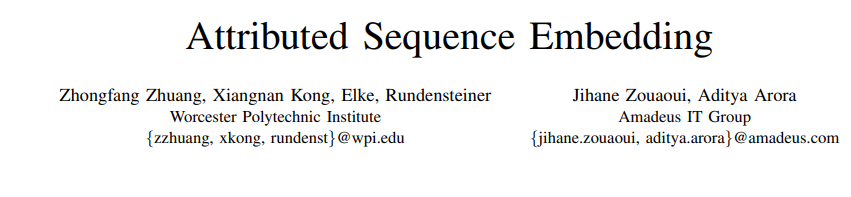 Attributed Sequence Embedding
Zhongfang Zhuang, Xiangnan Kong, Elke, Rundensteiner
Worcester Polytechnic Institute
{zzhuang, xkong, rundenst}@wpi.edu
Jihane Zouaoui, Aditya Arora
Amadeus IT Group
{jihane.zouaoui, aditya.arora}@amadeus.com